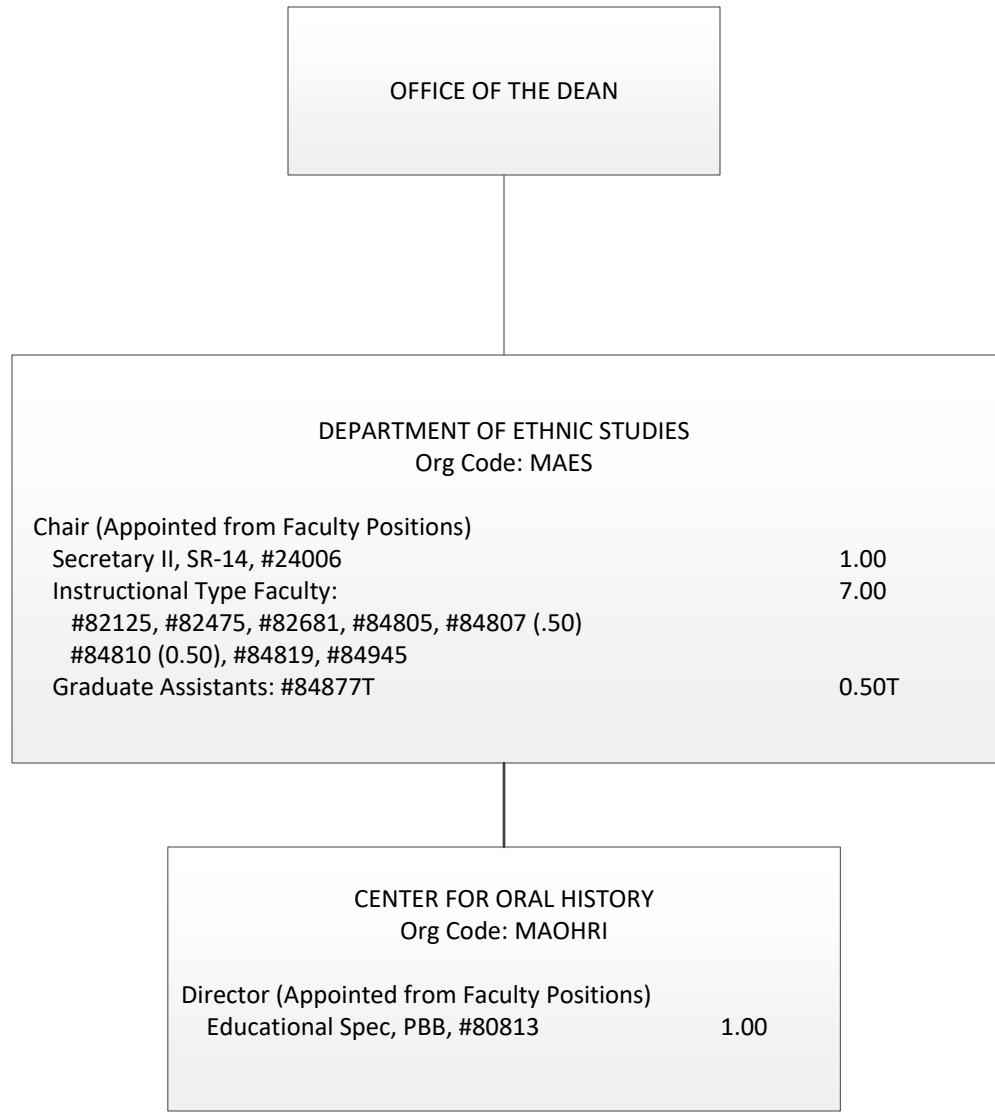 OFFICE OF THE DEAN
DEPARTMENT OF ETHNIC STUDIES
Org Code: MAES
Chair (Appointed from Faculty Positions)
Secretary II, SR-14, #24006 1.00
Instructional Type Faculty: 7.00
#82125, #82475, #82681, #84805, #84807 (.50)
#84810 (0.50), #84819, #84945
Graduate Assistants: #84877T 0.50T
CENTER FOR ORAL HISTORY
Org Code: MAOHRI
Director (Appointed from Faculty Positions)
Educational Spec, PBB, #80813 1.00